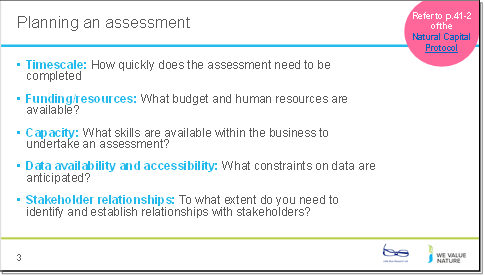 Planning an assessment
Refer to p.41-2
of the
Natural Capital
Protocol
• Timescale: How quickly does the assessment need to be
completed
• Funding/resources: What budget and human resources are
available?
• Capacity: What skills are available within the business to
undertake an assessment?
• Data availability and accessibility: What constraints on data are
anticipated?
• Stakeholder relationships: To what extent do you need to
identify and establish relationships with stakeholders?
3
WE VALUE
NATURE